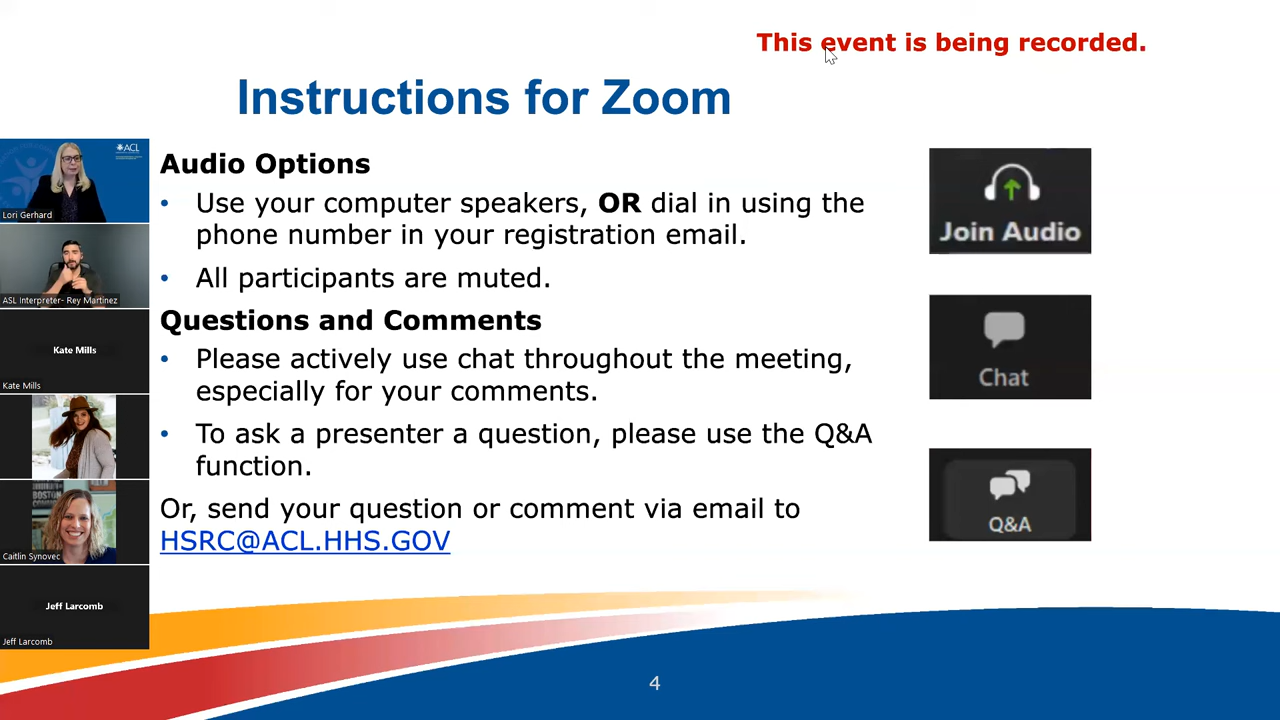 This event is being recorded.
Instructions for Zoom
ACL
Lori Gerhard
ASL Interpreter- Rey Martinez
Kate Mills
Kate Mills
BOSTON
Caitlin Synovec
Jeff Larcomb
Jeff Larcomb
Audio Options
• Use your computer speakers, OR dial in using the
phone number in your registration email.
• All participants are muted.
Questions and Comments
• Please actively use chat throughout the meeting,
especially for your comments.
• To ask a presenter a question, please use the Q&A
function.
Or, send your question or comment via email to
HSRC@ACL.HHS.GOV
Join Audio
Chat
Q&A
4